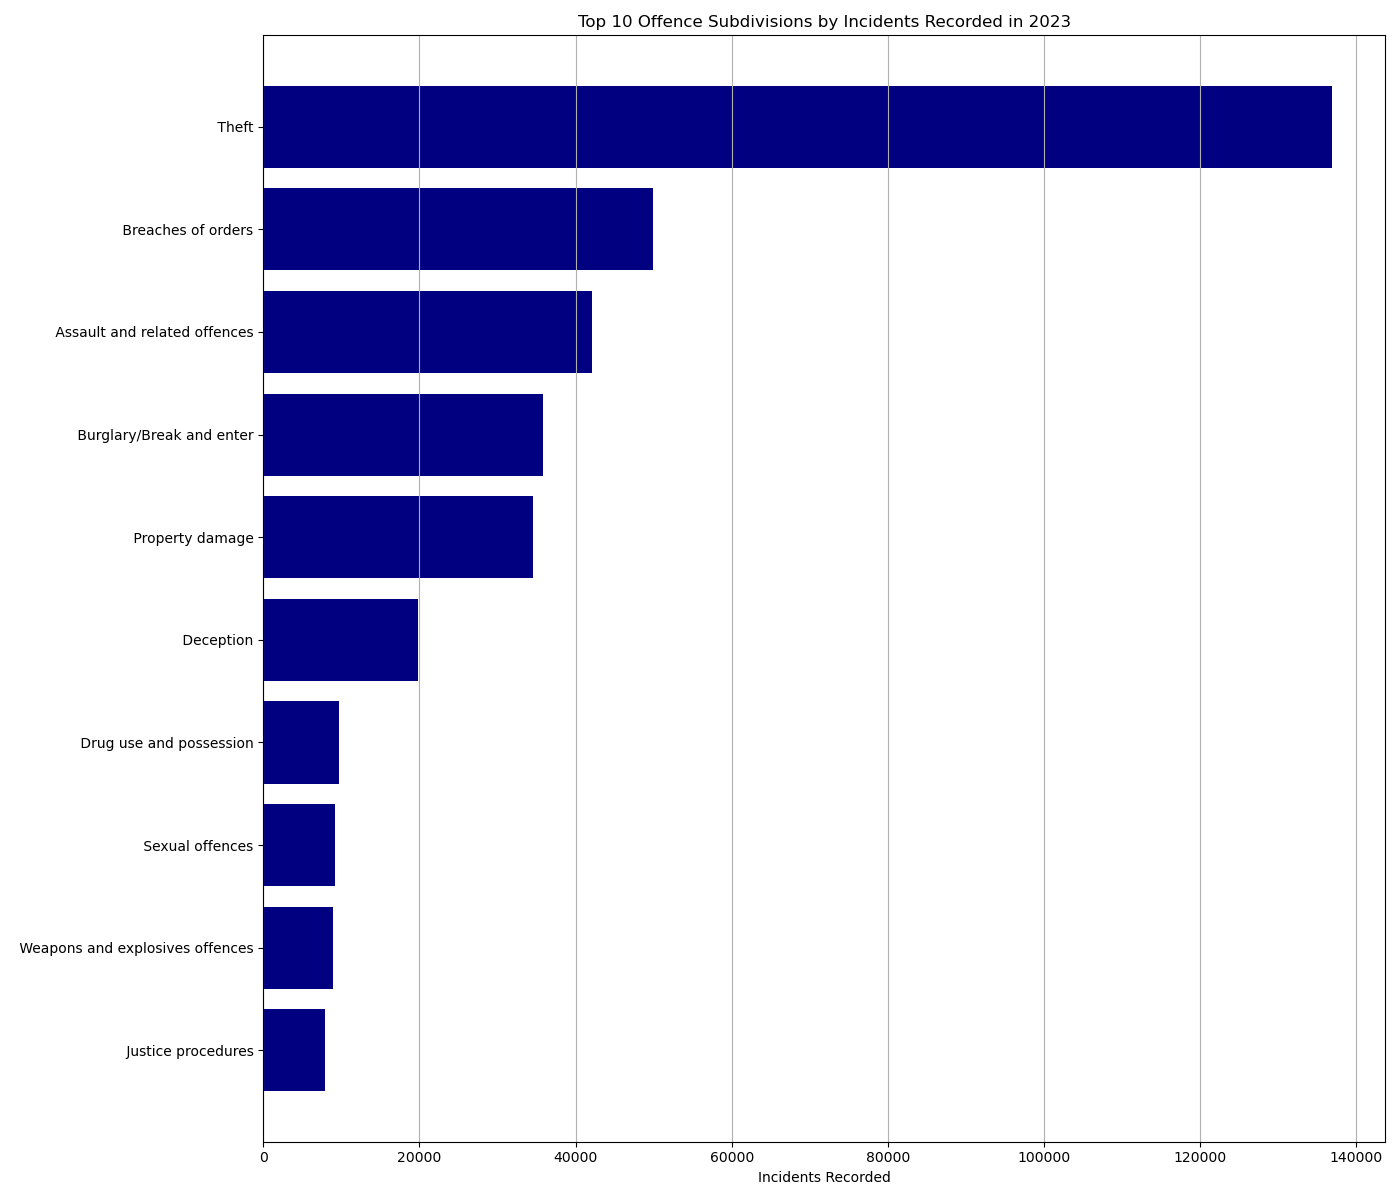 Top 10 Offence Subdivisions by Incidents Recorded in 2023
Theft
Breaches of orders
Assault and related offences
Burglary/Break and enter
Property damage
Deception
Drug use and possession
Sexual offences
Weapons and explosives offences
Justice procedures
0 20000 40000 60000 80000 100000 120000 140000
Incidents Recorded